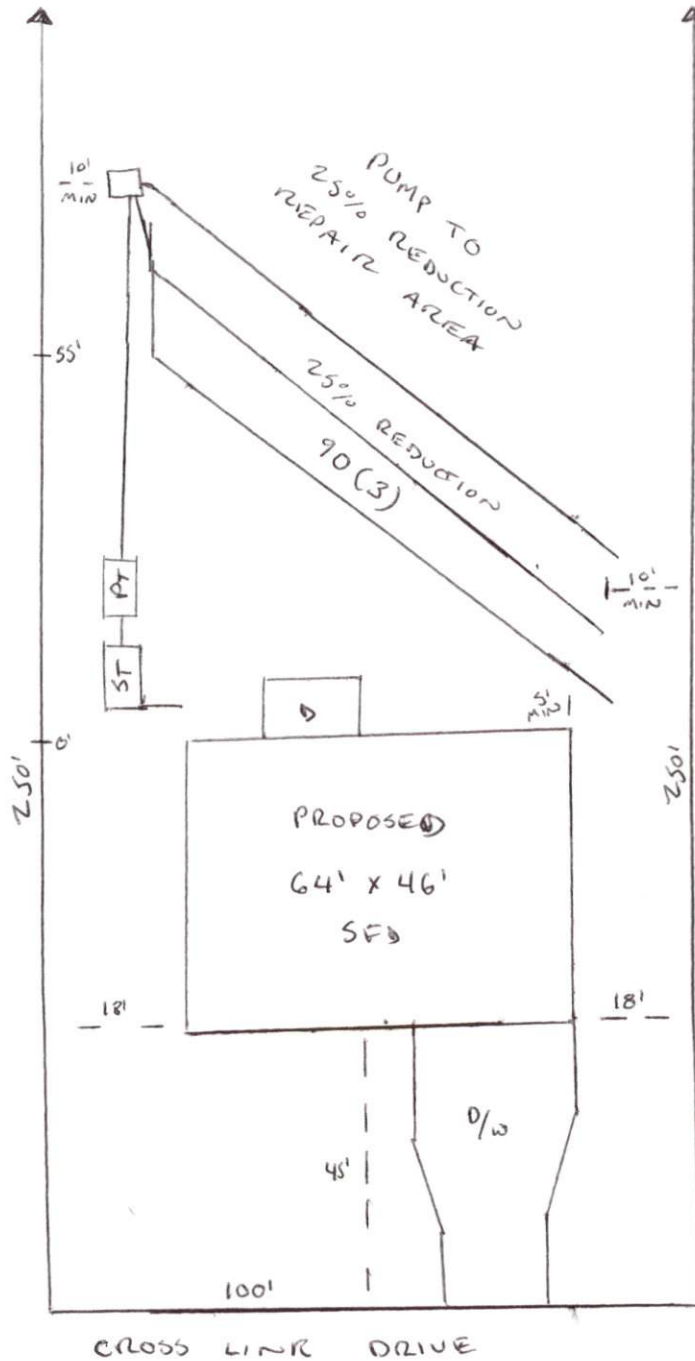 10'
MIN
PUMP TO
25% REDUCTION
REPAIR AREA
55'
25% REDUCTION
90 (3)
PT
10'
MIN
ST
D
5'
MIN
0'
250'
250'
PROPOSED
64' x 46'
SFD
18'
18'
D/W
45'
100'
CROSS LINK DRIVE